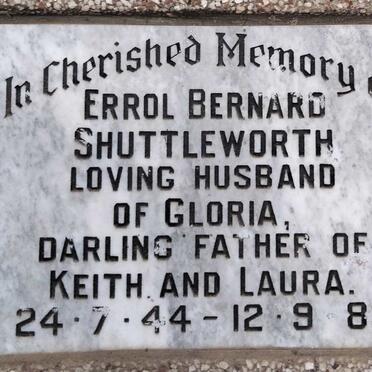 In Cherished Memory
ERROL BERNARD
SHUTTLEWORTH
LOVING HUSBAND
OF GLORIA,
DARLING FATHER OF
KEITH AND LAURA.
24·7·44-12·9 8